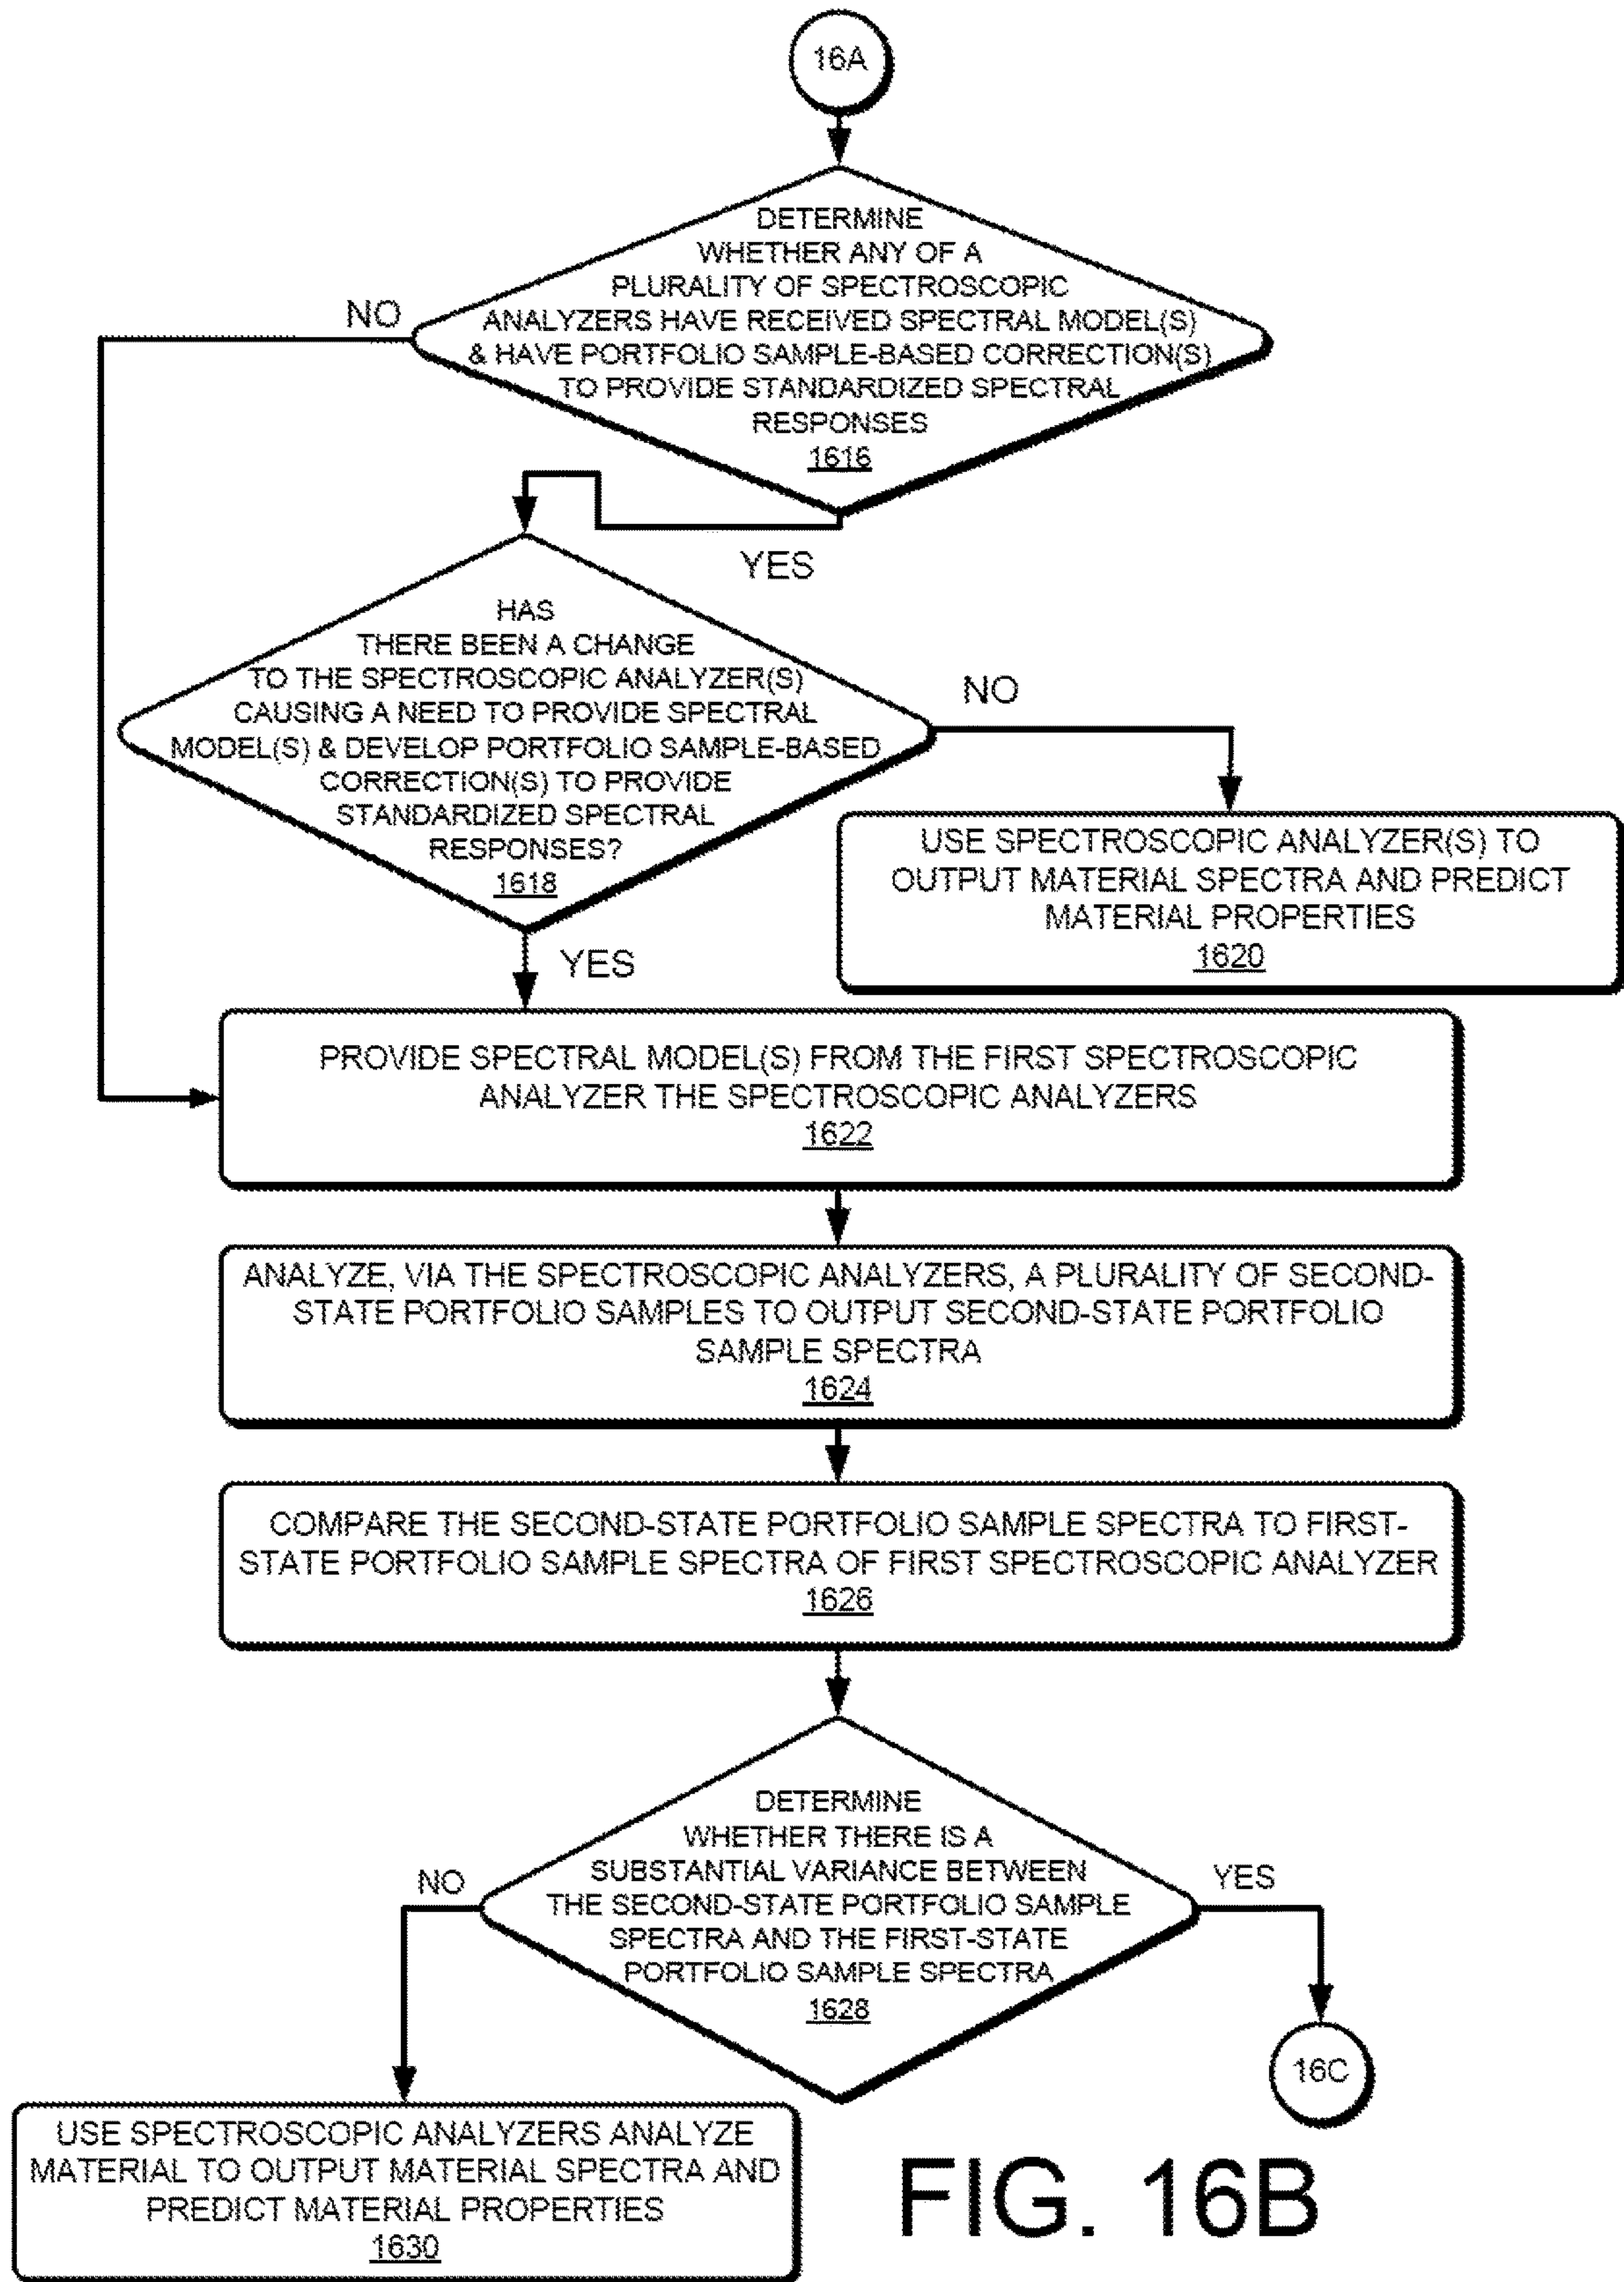 16A
DETERMINE
WHETHER ANY OF A
PLURALITY OF SPECTROSCOPIC
ANALYZERS HAVE RECEIVED SPECTRAL MODEL(S)
& HAVE PORTFOLIO SAMPLE-BASED CORRECTION(S)
TO PROVIDE STANDARDIZED SPECTRAL
RESPONSES
1616
NO
YES
HAS
THERE BEEN A CHANGE
TO THE SPECTROSCOPIC ANALYZER(S)
CAUSING A NEED TO PROVIDE SPECTRAL
MODEL(S) & DEVELOP PORTFOLIO SAMPLE-BASED
CORRECTION(S) TO PROVIDE
STANDARDIZED SPECTRAL
RESPONSES?
1618
NO
YES
USE SPECTROSCOPIC ANALYZER(S) TO
OUTPUT MATERIAL SPECTRA AND PREDICT
MATERIAL PROPERTIES
1620
PROVIDE SPECTRAL MODEL(S) FROM THE FIRST SPECTROSCOPIC
ANALYZER THE SPECTROSCOPIC ANALYZERS
1622
ANALYZE, VIA THE SPECTROSCOPIC ANALYZERS, A PLURALITY OF SECOND-
STATE PORTFOLIO SAMPLES TO OUTPUT SECOND-STATE PORTFOLIO
SAMPLE SPECTRA
1624
COMPARE THE SECOND-STATE PORTFOLIO SAMPLE SPECTRA TO FIRST-
STATE PORTFOLIO SAMPLE SPECTRA OF FIRST SPECTROSCOPIC ANALYZER
1626
DETERMINE
WHETHER THERE IS A
SUBSTANTIAL VARIANCE BETWEEN
THE SECOND-STATE PORTFOLIO SAMPLE
SPECTRA AND THE FIRST-STATE
PORTFOLIO SAMPLE SPECTRA
1628
NO
YES
16C
USE SPECTROSCOPIC ANALYZERS ANALYZE
MATERIAL TO OUTPUT MATERIAL SPECTRA AND
PREDICT MATERIAL PROPERTIES
1630
FIG. 16B